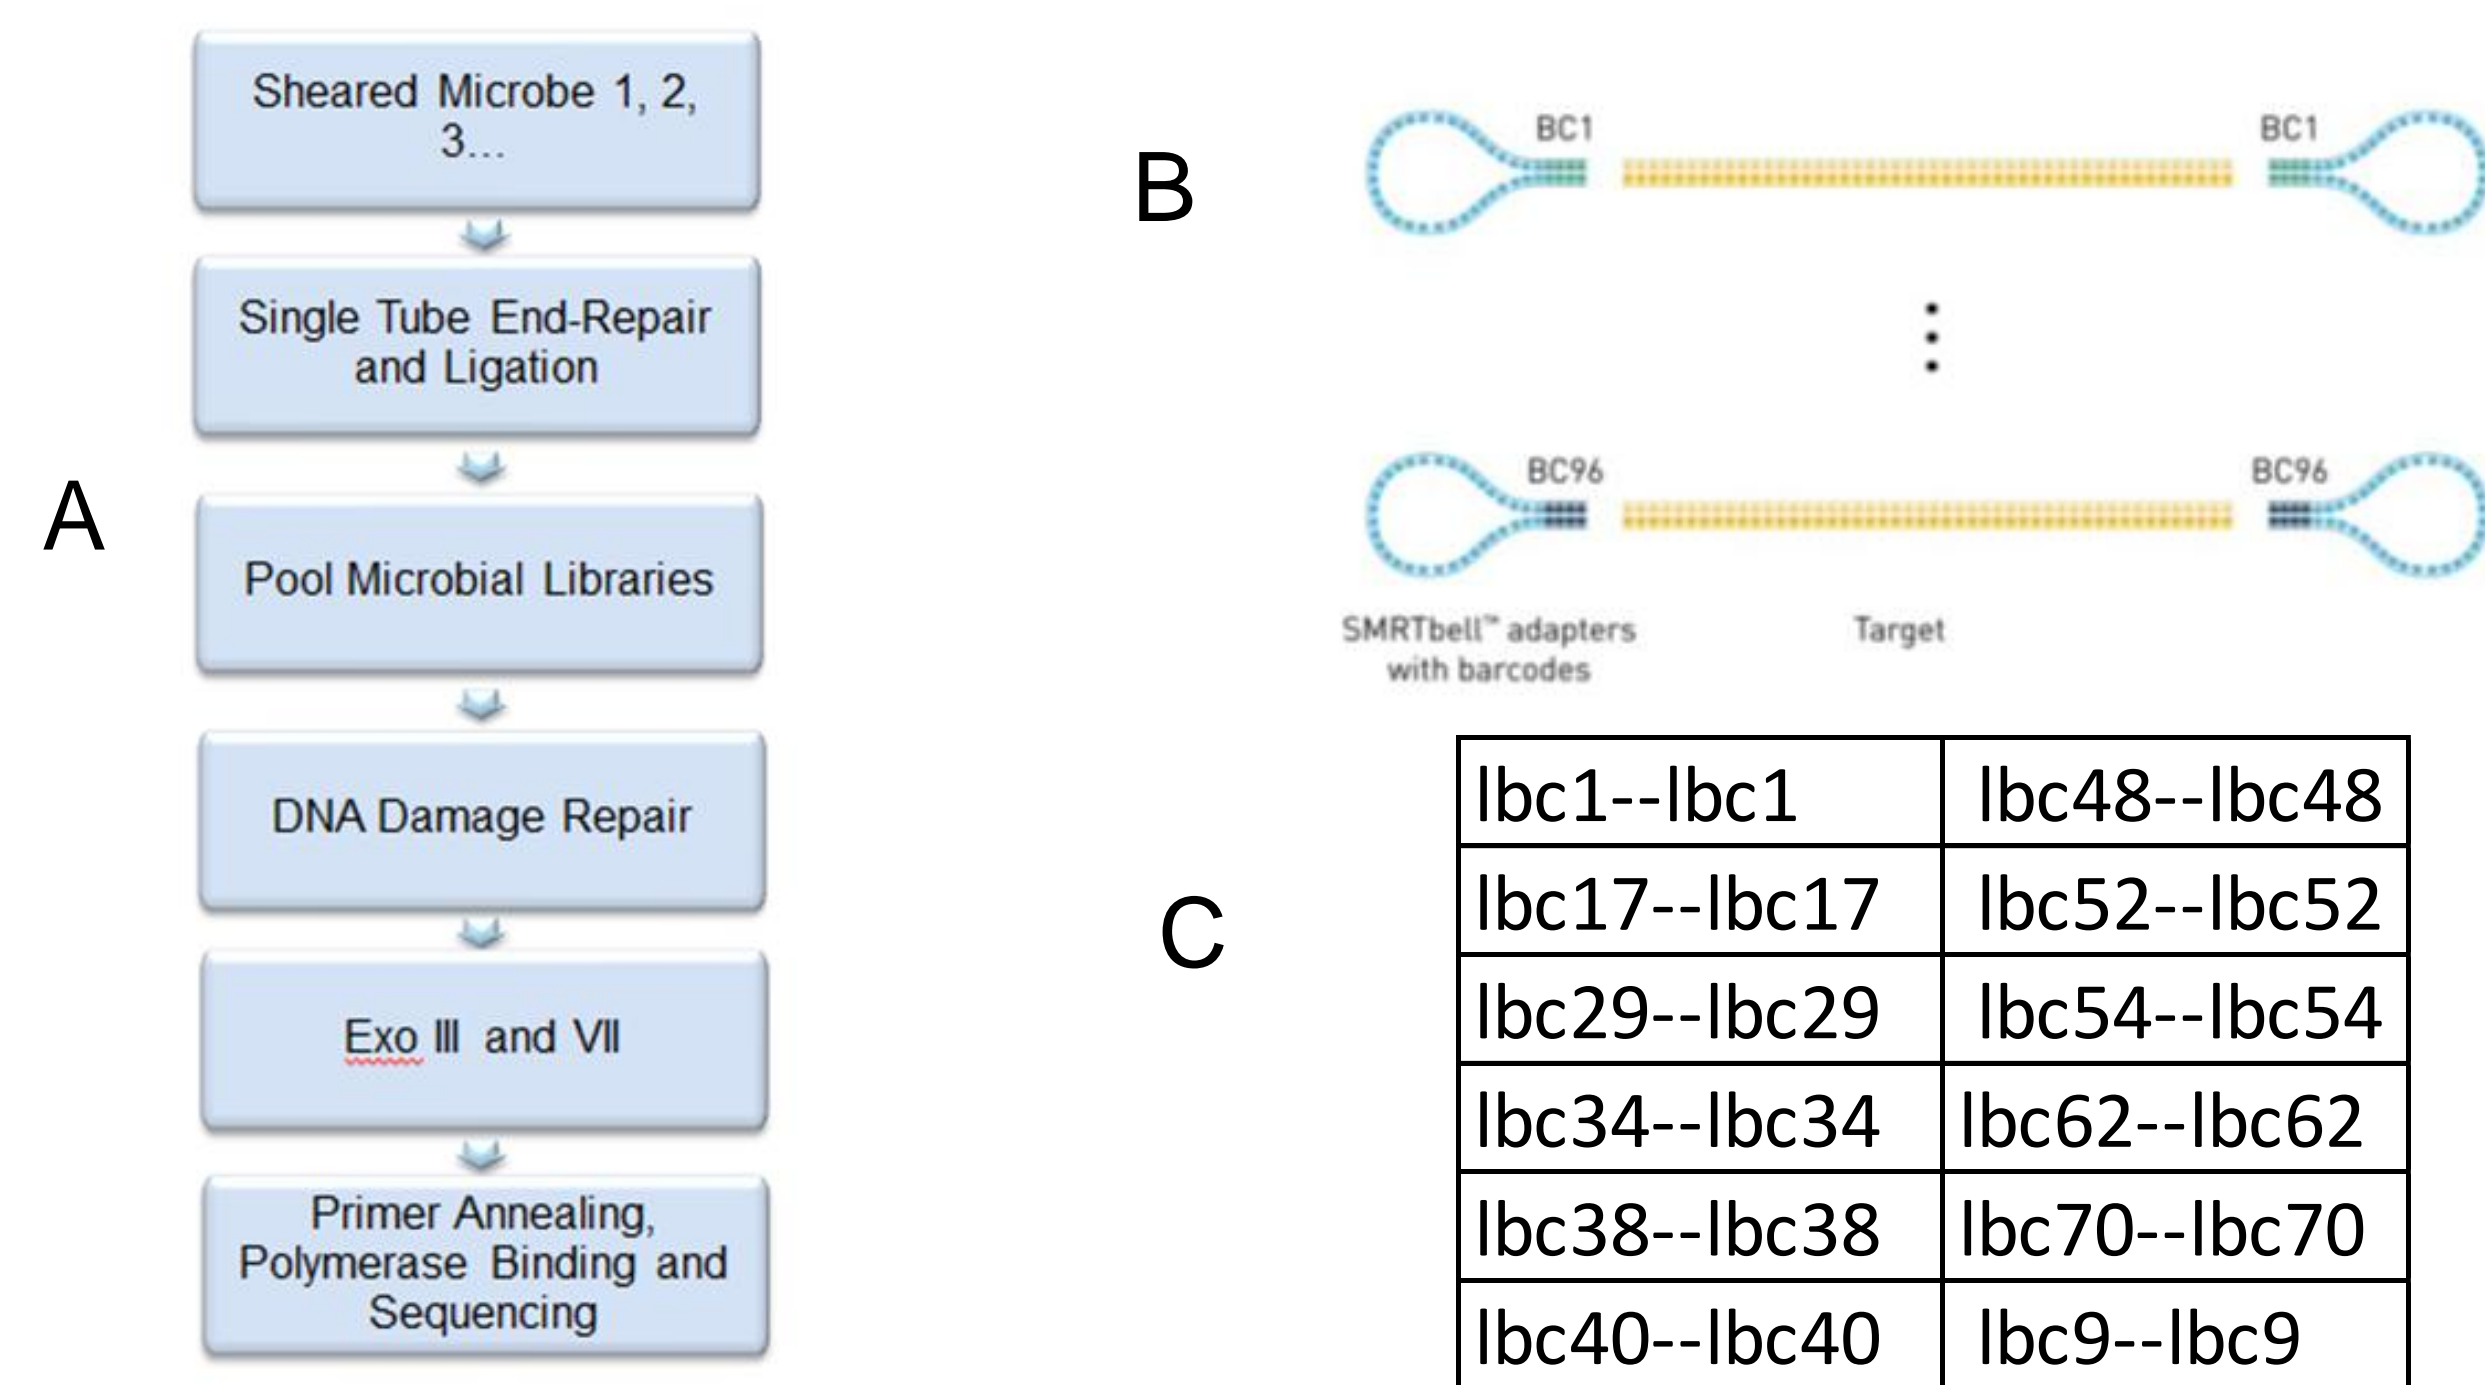 A
Sheared Microbe 1, 2,
3...
Single Tube End-Repair
and Ligation
Pool Microbial Libraries
DNA Damage Repair
Exo III and VII
Primer Annealing,
Polymerase Binding and
Sequencing
B
BC1 BC1
BC96 BC96
SMRTbell™ adapters
with barcodes
Target
C
lbc1--lbc1 lbc48--lbc48
lbc17--lbc17 lbc52--lbc52
lbc29--lbc29 lbc54--lbc54
lbc34--lbc34 lbc62--lbc62
lbc38--lbc38 lbc70--lbc70
lbc40--lbc40 lbc9--lbc9